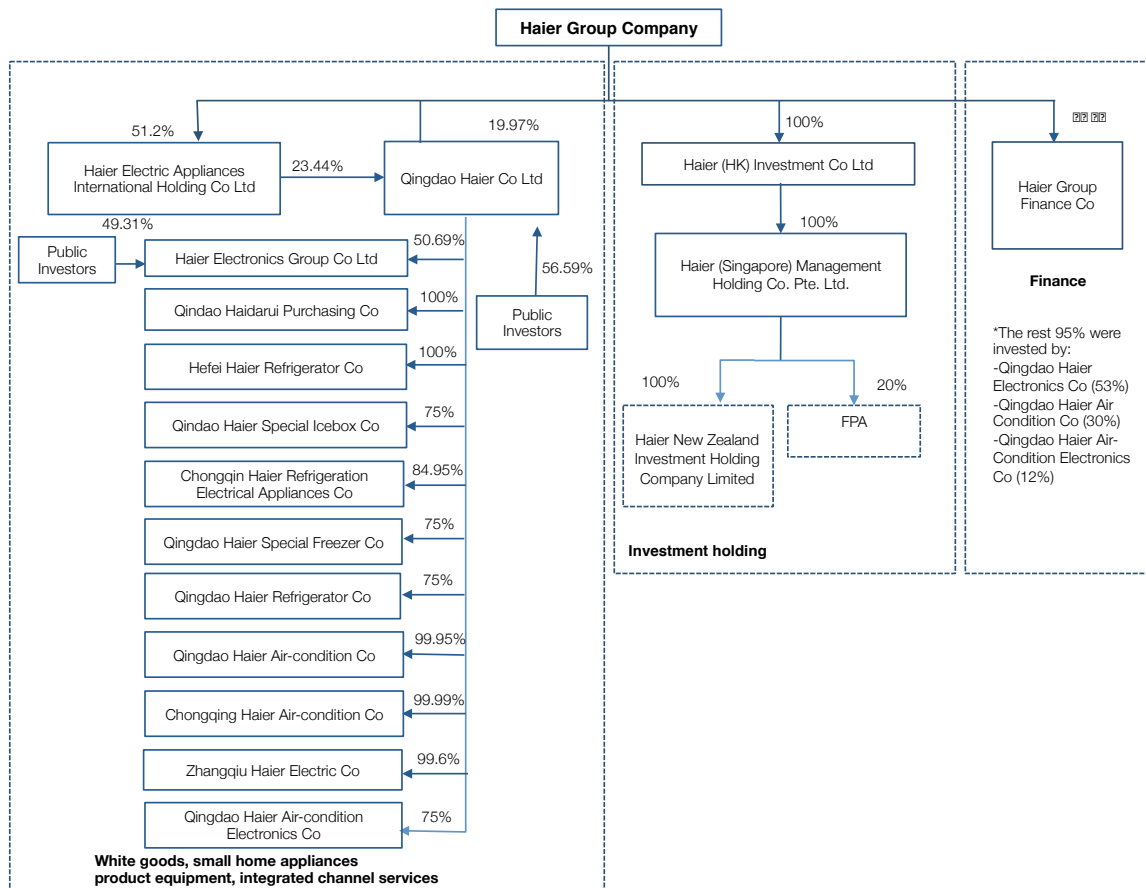 Haier Group Company
51.2%
19.97%
100%
Haier Electric Appliances
International Holding Co Ltd
23.44%
Qingdao Haier Co Ltd
Haier (HK) Investment Co Ltd
Haier Group
Finance Co
49.31%
Public
Investors
50.69%
Haier Electronics Group Co Ltd
56.59%
Public
Investors
100%
Qindao Haidarui Purchasing Co
100%
Hefei Haier Refrigerator Co
75%
Qindao Haier Special Icebox Co
84.95%
Chongqin Haier Refrigeration
Electrical Appliances Co
75%
Qingdao Haier Special Freezer Co
75%
Qingdao Haier Refrigerator Co
99.95%
Qingdao Haier Air-condition Co
99.99%
Chongqing Haier Air-condition Co
99.6%
Zhangqiu Haier Electric Co
75%
Qingdao Haier Air-condition
Electronics Co
White goods, small home appliances
product equipment, integrated channel services
100%
Haier (Singapore) Management
Holding Co. Pte. Ltd.
100%
20%
Haier New Zealand
Investment Holding
Company Limited
FPA
Investment holding
Finance
*The rest 95% were
invested by:
-Qingdao Haier
Electronics Co (53%)
-Qingdao Haier Air
Condition Co (30%)
-Qingdao Haier Air-
Condition Electronics
Co (12%)